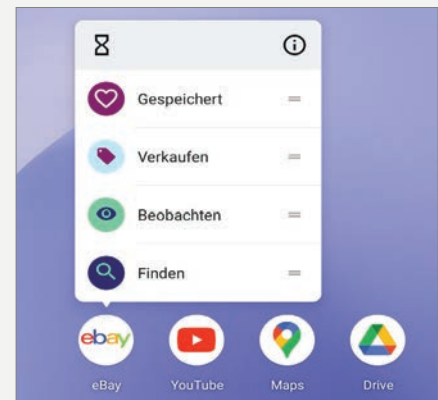 Gespeichert
Verkaufen
Beobachten
Finden
ebay
eBay YouTube Maps Drive